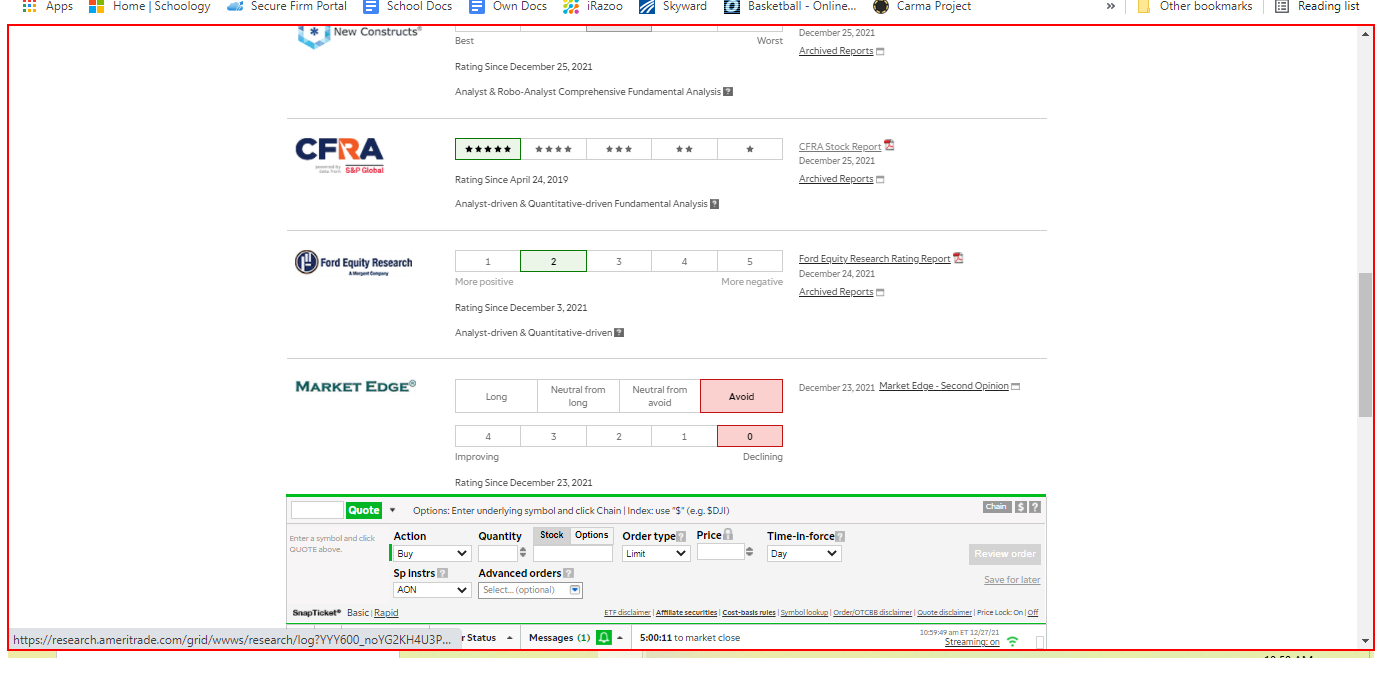 Apps Home | Schoology Secure Firm Portal School Docs Own Docs iRazoo Skyward Basketball - Online... Carma Project » Other bookmarks Reading list
New Constructs®
Best Worst
December 25, 2021
Archived Reports
Rating Since December 25, 2021
Analyst & Robo-Analyst Comprehensive Fundamental Analysis ?
CFRA
powered by
data from S&P Global
★★★★★ ★★★★ ★★★ ★★ ★
CFRA Stock Report
December 25, 2021
Archived Reports
Rating Since April 24, 2019
Analyst-driven & Quantitative-driven Fundamental Analysis ?
Ford Equity Research
A Mergent Company
1 2 3 4 5
More positive More negative
Ford Equity Research Rating Report
December 24, 2021
Archived Reports
Rating Since December 3, 2021
Analyst-driven & Quantitative-driven ?
MARKET EDGE®
Long Neutral from long Neutral from avoid Avoid
December 23, 2021 Market Edge - Second Opinion
4 3 2 1 0
Improving Declining
Rating Since December 23, 2021
Quote Options: Enter underlying symbol and click Chain | Index: use "$" (e.g. $DJI) Chain $ ?
Enter a symbol and click
QUOTE above.
Action Quantity Stock Options Order type ? Price Time-in-force ?
Buy Limit Day
Review order
Sp Instrs ? Advanced orders ?
AON Select... (optional)
Save for later
SnapTicket® Basic | Rapid
ETF disclaimer | Affiliate securities | Cost-basis rules | Symbol lookup | Order/OTCBB disclaimer | Quote disclaimer | Price Lock: On | Off
https://research.ameritrade.com/grid/wwws/research/log?YYY600_noYG2KH4U3P...
r Status Messages (1) 5:00:11 to market close
10:59:49 am ET 12/27/21
Streaming: on